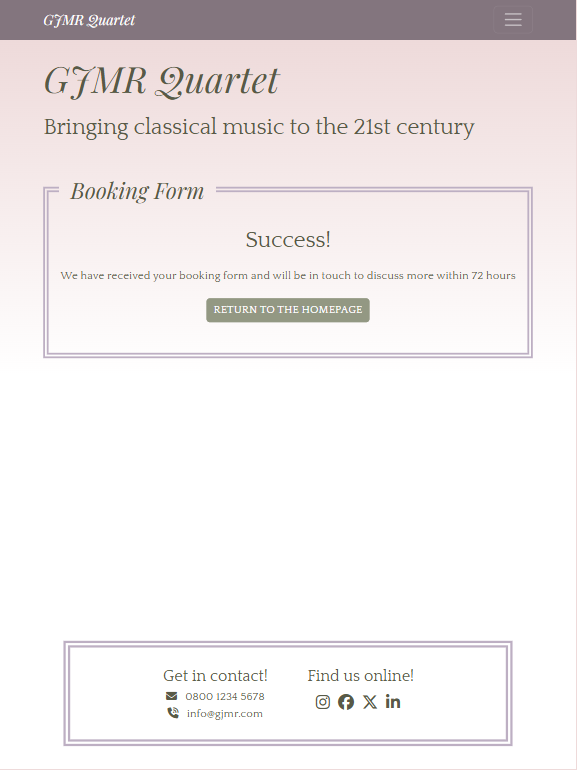 GJMR Quartet
GJMR Quartet
Bringing classical music to the 21st century
Booking Form
Success!
We have received your booking form and will be in touch to discuss more within 72 hours
RETURN TO THE HOMEPAGE
Get in contact!
0800 1234 5678
info@gjmr.com
Find us online!